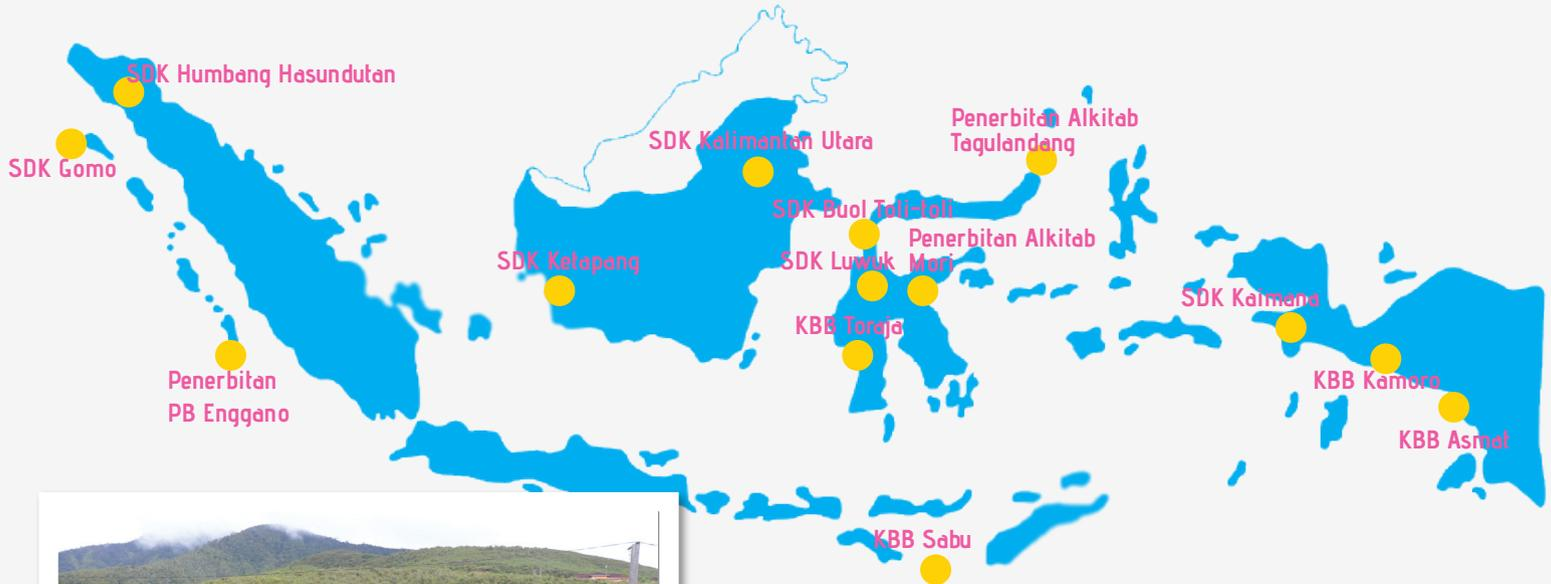 SDK Humbang Hasundutan
SDK Gomo
Penerbitan
PB Enggano
SDK Kalimantan Utara
SDK Ketapang
Penerbitan Alkitab
Tagulandang
SDK Buol Toli-toli
Penerbitan Alkitab
Mori
SDK Luwuk
KBB Toraja
SDK Kaimana
KBB Kamoro
KBB Asmat
KBB Sabu